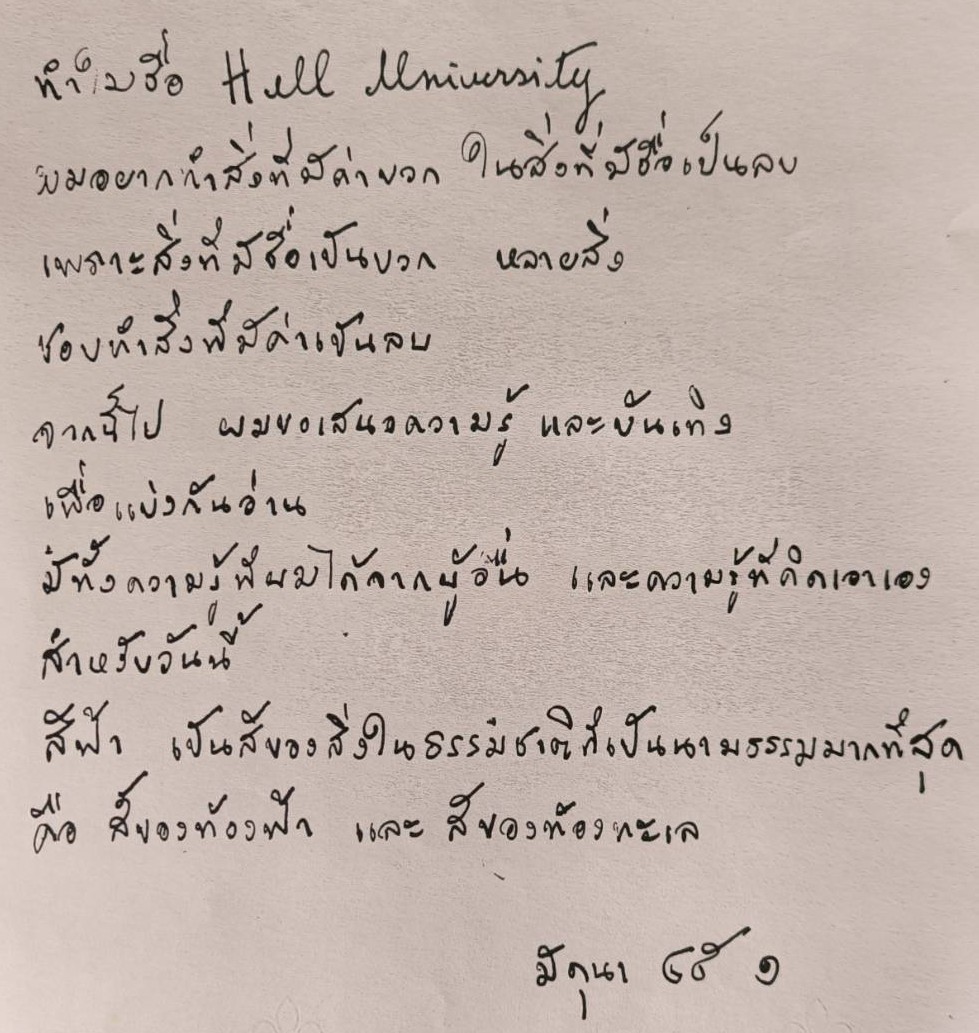 ทำไมชื่อ Hell University
ผมอยากทำสิ่งที่มีค่าบวก ในสิ่งที่มีชื่อเป็นลบ
เพราะสิ่งที่มีชื่อเป็นบวก หลายสิ่ง
ชอบทำสิ่งที่มีค่าเป็นลบ
จากนี้ไป ผมขอเสนอความรู้ และบันเทิง
เพื่อแบ่งกันอ่าน
มีทั้งความรู้ที่ผมได้จากผู้อื่น และความรู้ที่คิดเอาเอง
สำหรับวันนี้
สีฟ้า เป็นสีของสิ่งในธรรมชาติที่เป็นนามธรรมมากที่สุด
คือ สีของท้องฟ้า และ สีของท้องทะเล
มิถุนา ๔๕ ๑